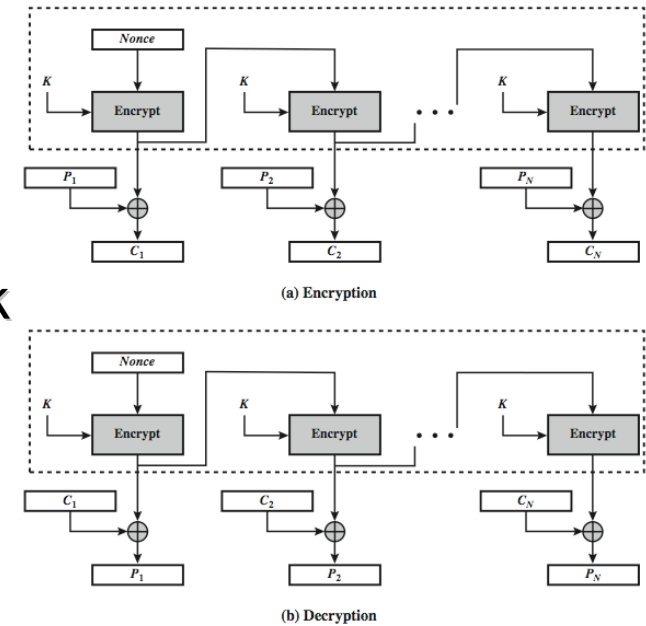 Nonce
K K K
Encrypt Encrypt • • • Encrypt
P1 P2 PN
C1 C2 CN
(a) Encryption
K
Nonce
K K K
Encrypt Encrypt • • • Encrypt
C1 C2 CN
P1 P2 PN
(b) Decryption